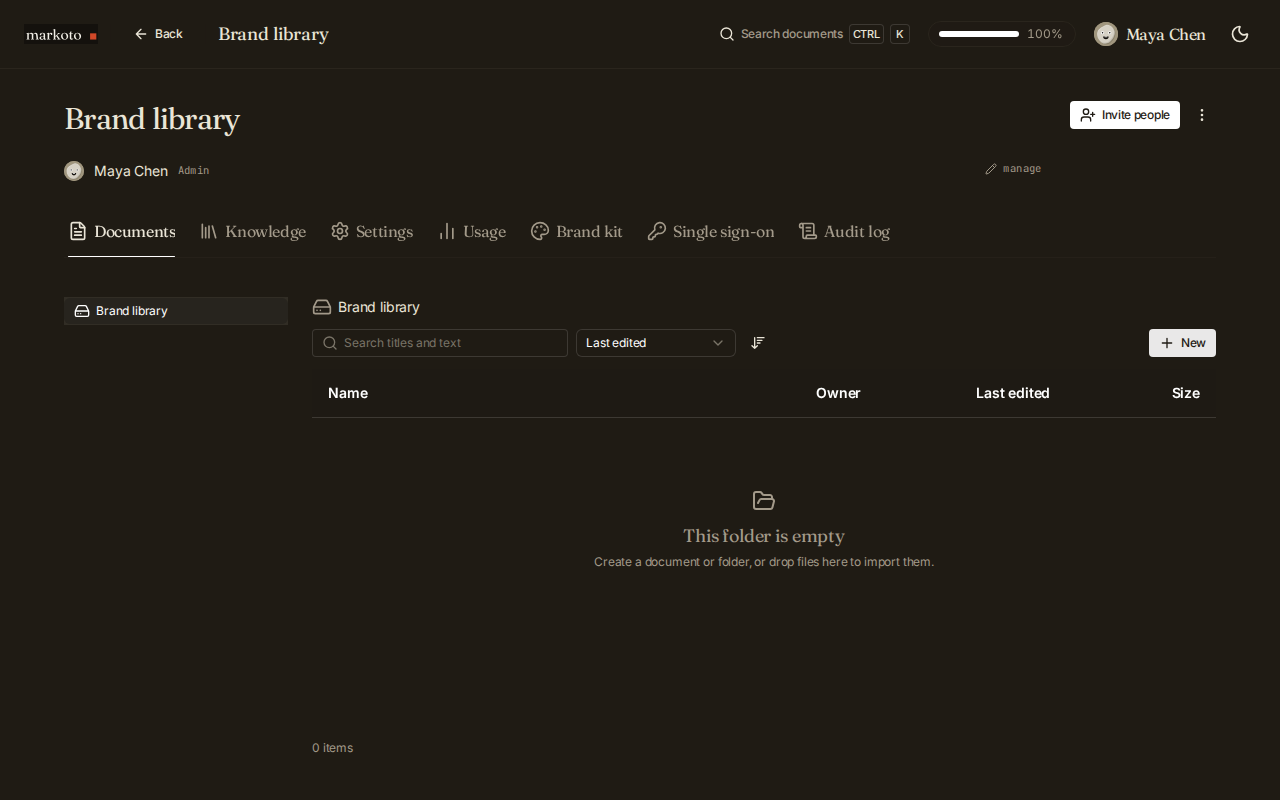 markoto
Back
Brand library
Search documents CTRL K
100%
Maya Chen
Brand library
Invite people
Maya Chen Admin
manage
Documents Knowledge Settings Usage Brand kit Single sign-on Audit log
Brand library
Brand library
Search titles and text
Last edited
New
Name Owner Last edited Size
This folder is empty
Create a document or folder, or drop files here to import them.
0 items